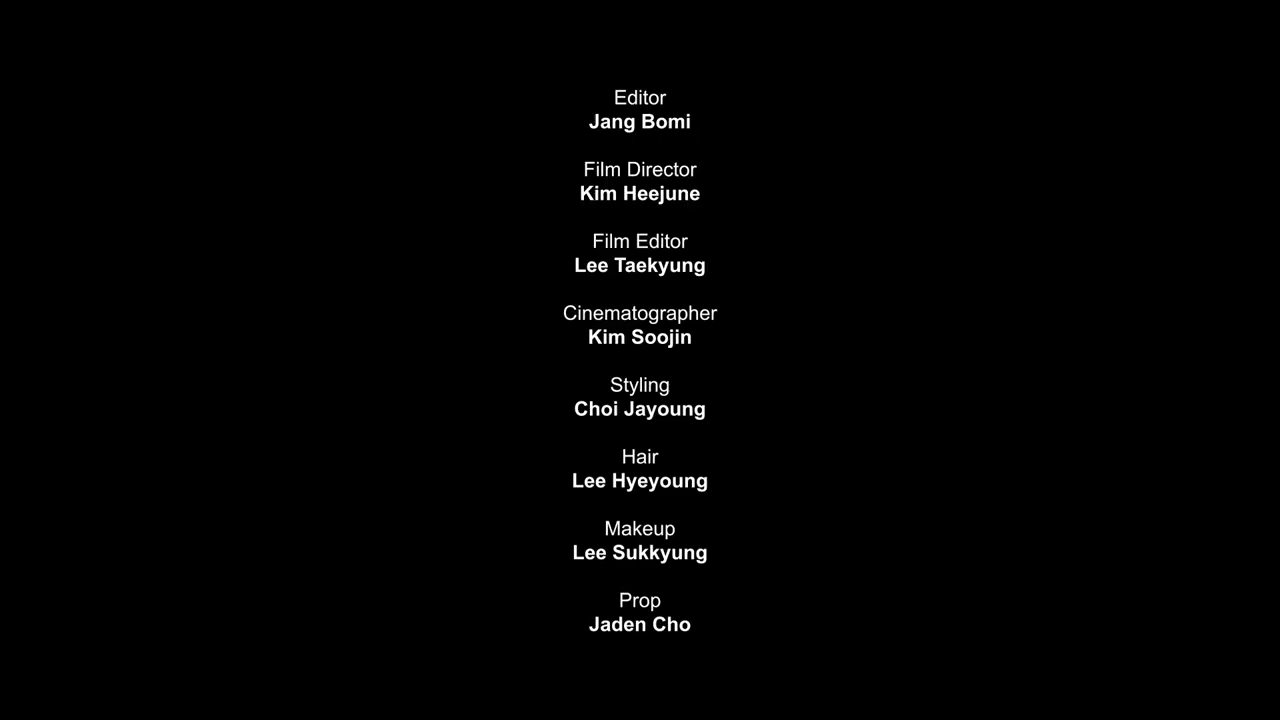 Editor
Jang Bomi
Film Director
Kim Heejune
Film Editor
Lee Taekyung
Cinematographer
Kim Soojin
Styling
Choi Jayoung
Hair
Lee Hyeyoung
Makeup
Lee Sukkyung
Prop
Jaden Cho